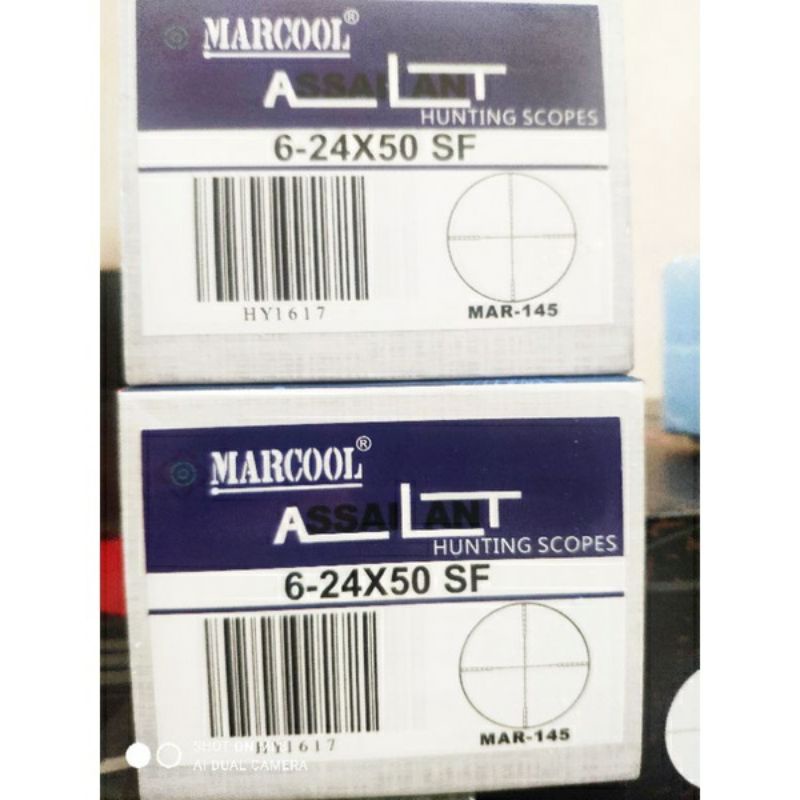 MARCOOL®
ASSAILANT
HUNTING SCOPES
6-24X50 SF
HY1617
MAR-145
MARCOOL®
ASSAILANT
HUNTING SCOPES
6-24X50 SF
HY1617
MAR-145
SHOT ON
AI DUAL CAMERA